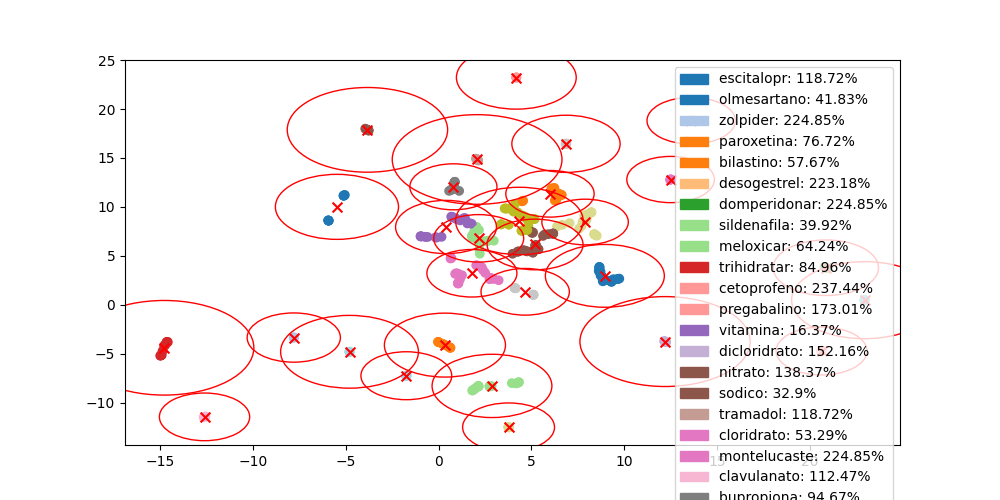 25
20
15
10
5
0
−5
−10
−15
−10
−5
0
5
10
15
20
escitalopr: 118.72%
olmesartano: 41.83%
zolpider: 224.85%
paroxetina: 76.72%
bilastino: 57.67%
desogestrel: 223.18%
domperidonar: 224.85%
sildenafila: 39.92%
meloxicar: 64.24%
trihidratar: 84.96%
cetoprofeno: 237.44%
pregabalino: 173.01%
vitamina: 16.37%
dicloridrato: 152.16%
nitrato: 138.37%
sodico: 32.9%
tramadol: 118.72%
cloridrato: 53.29%
montelucaste: 224.85%
clavulanato: 112.47%
bupropiona: 94.67%